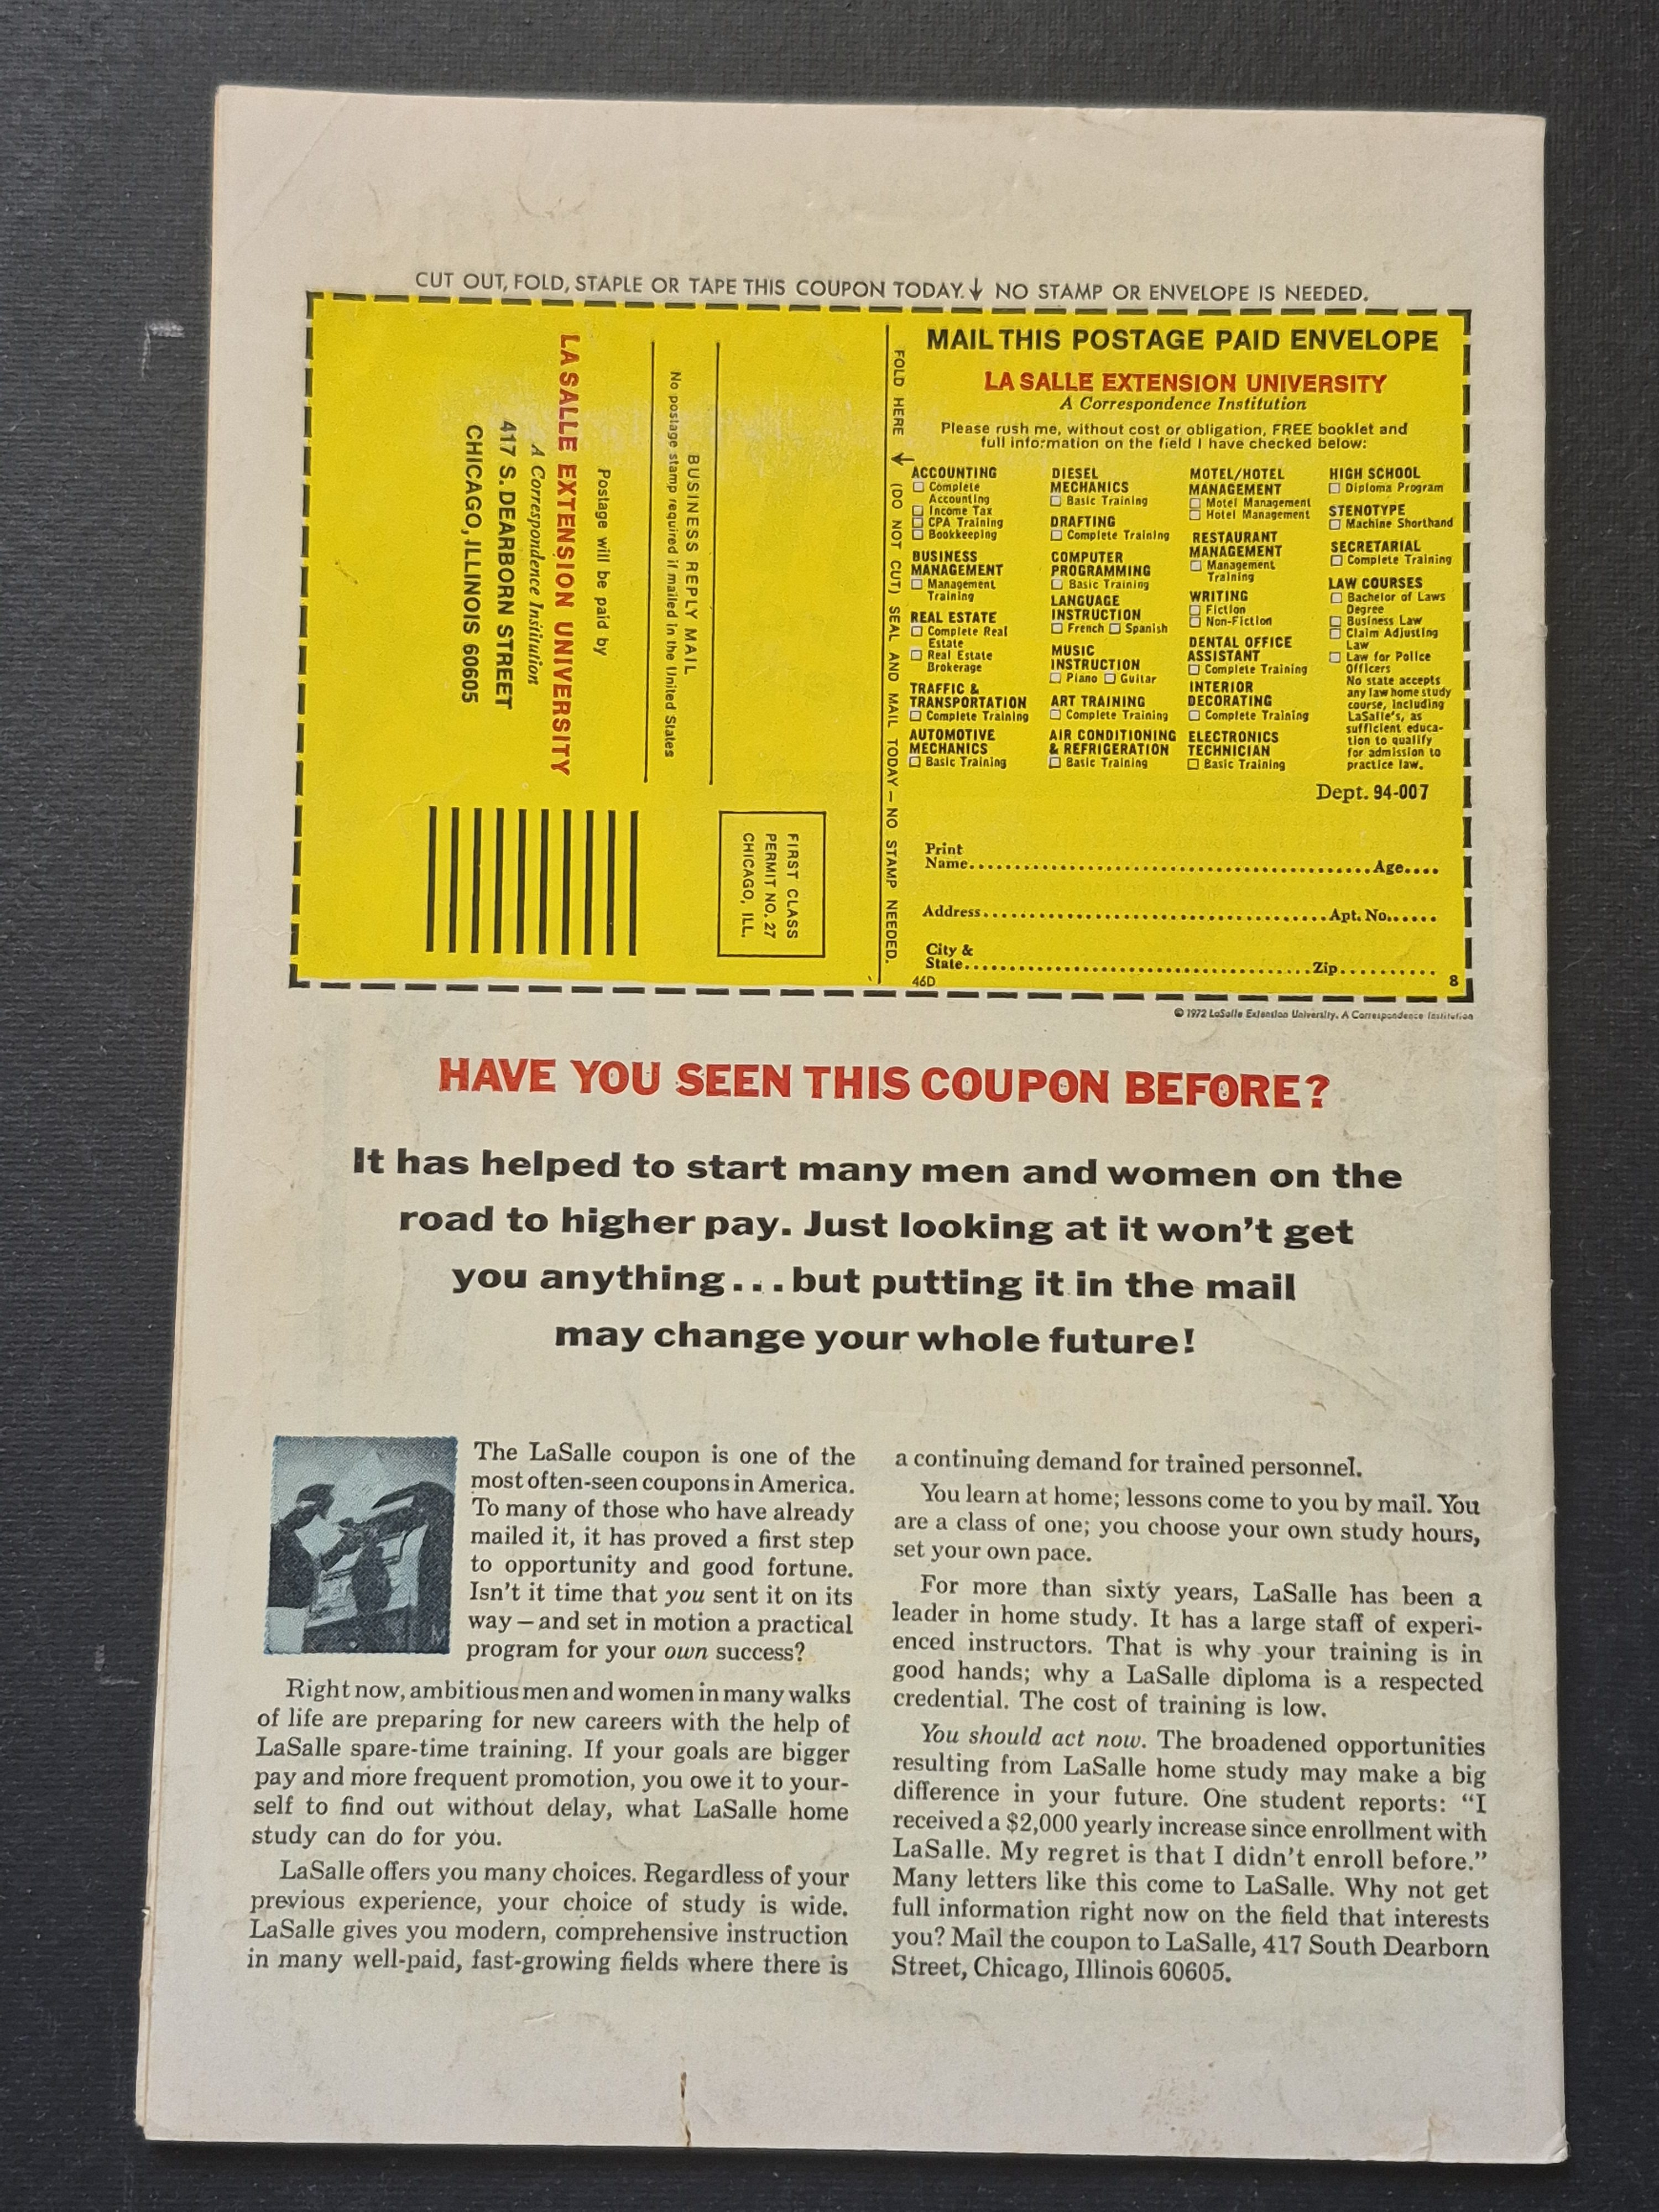 CUT OUT, FOLD, STAPLE OR TAPE THIS COUPON TODAY.↓ NO STAMP OR ENVELOPE IS NEEDED.
BUSINESS REPLY MAIL
No postage stamp required if mailed in the United States
Postage will be paid by
LASALLE EXTENSION UNIVERSITY
A Correspondence Institution
417 S. DEARBORN STREET
CHICAGO, ILLINOIS 60605
FIRST CLASS
PERMIT NO. 27
CHICAGO, ILL.
FOLD HERE → (DO NOT CUT) SEAL AND MAIL TODAY — NO STAMP NEEDED.
MAIL THIS POSTAGE PAID ENVELOPE
LA SALLE EXTENSION UNIVERSITY
A Correspondence Institution
Please rush me, without cost or obligation, FREE booklet and
full information on the field I have checked below:
ACCOUNTING
☐ Complete
Accounting
☐ Income Tax
☐ CPA Training
☐ Bookkeeping
BUSINESS
MANAGEMENT
☐ Management
Training
REAL ESTATE
☐ Complete Real
Estate
☐ Real Estate
Brokerage
TRAFFIC &
TRANSPORTATION
☐ Complete Training
AUTOMOTIVE
MECHANICS
☐ Basic Training
DIESEL
MECHANICS
☐ Basic Training
DRAFTING
☐ Complete Training
COMPUTER
PROGRAMMING
☐ Basic Training
LANGUAGE
INSTRUCTION
☐ French ☐ Spanish
MUSIC
INSTRUCTION
☐ Piano ☐ Guitar
ART TRAINING
☐ Complete Training
AIR CONDITIONING
& REFRIGERATION
☐ Basic Training
MOTEL/HOTEL
MANAGEMENT
☐ Motel Management
☐ Hotel Management
RESTAURANT
MANAGEMENT
☐ Management
Training
WRITING
☐ Fiction
☐ Non-Fiction
DENTAL OFFICE
ASSISTANT
☐ Complete Training
INTERIOR
DECORATING
☐ Complete Training
ELECTRONICS
TECHNICIAN
☐ Basic Training
HIGH SCHOOL
☐ Diploma Program
STENOTYPE
☐ Machine Shorthand
SECRETARIAL
☐ Complete Training
LAW COURSES
☐ Bachelor of Laws
Degree
☐ Business Law
☐ Claim Adjusting
Law
☐ Law for Police
Officers
No state accepts
any law home study
course, including
LaSalle's, as
sufficient educa-
tion to qualify
for admission to
practice law.
Dept. 94-007
Print
Name........Age....
Address........Apt. No......
City &
State........Zip..........
46D 8
© 1972 LaSalle Extension University. A Correspondence Institution
HAVE YOU SEEN THIS COUPON BEFORE?
It has helped to start many men and women on the
road to higher pay. Just looking at it won't get
you anything...but putting it in the mail
may change your whole future!
The LaSalle coupon is one of the
most often-seen coupons in America.
To many of those who have already
mailed it, it has proved a first step
to opportunity and good fortune.
Isn't it time that you sent it on its
way — and set in motion a practical
program for your own success?
Right now, ambitious men and women in many walks
of life are preparing for new careers with the help of
LaSalle spare-time training. If your goals are bigger
pay and more frequent promotion, you owe it to your-
self to find out without delay, what LaSalle home
study can do for you.
LaSalle offers you many choices. Regardless of your
previous experience, your choice of study is wide.
LaSalle gives you modern, comprehensive instruction
in many well-paid, fast-growing fields where there is
a continuing demand for trained personnel.
You learn at home; lessons come to you by mail. You
are a class of one; you choose your own study hours,
set your own pace.
For more than sixty years, LaSalle has been a
leader in home study. It has a large staff of experi-
enced instructors. That is why your training is in
good hands; why a LaSalle diploma is a respected
credential. The cost of training is low.
You should act now. The broadened opportunities
resulting from LaSalle home study may make a big
difference in your future. One student reports: "I
received a $2,000 yearly increase since enrollment with
LaSalle. My regret is that I didn't enroll before."
Many letters like this come to LaSalle. Why not get
full information right now on the field that interests
you? Mail the coupon to LaSalle, 417 South Dearborn
Street, Chicago, Illinois 60605.